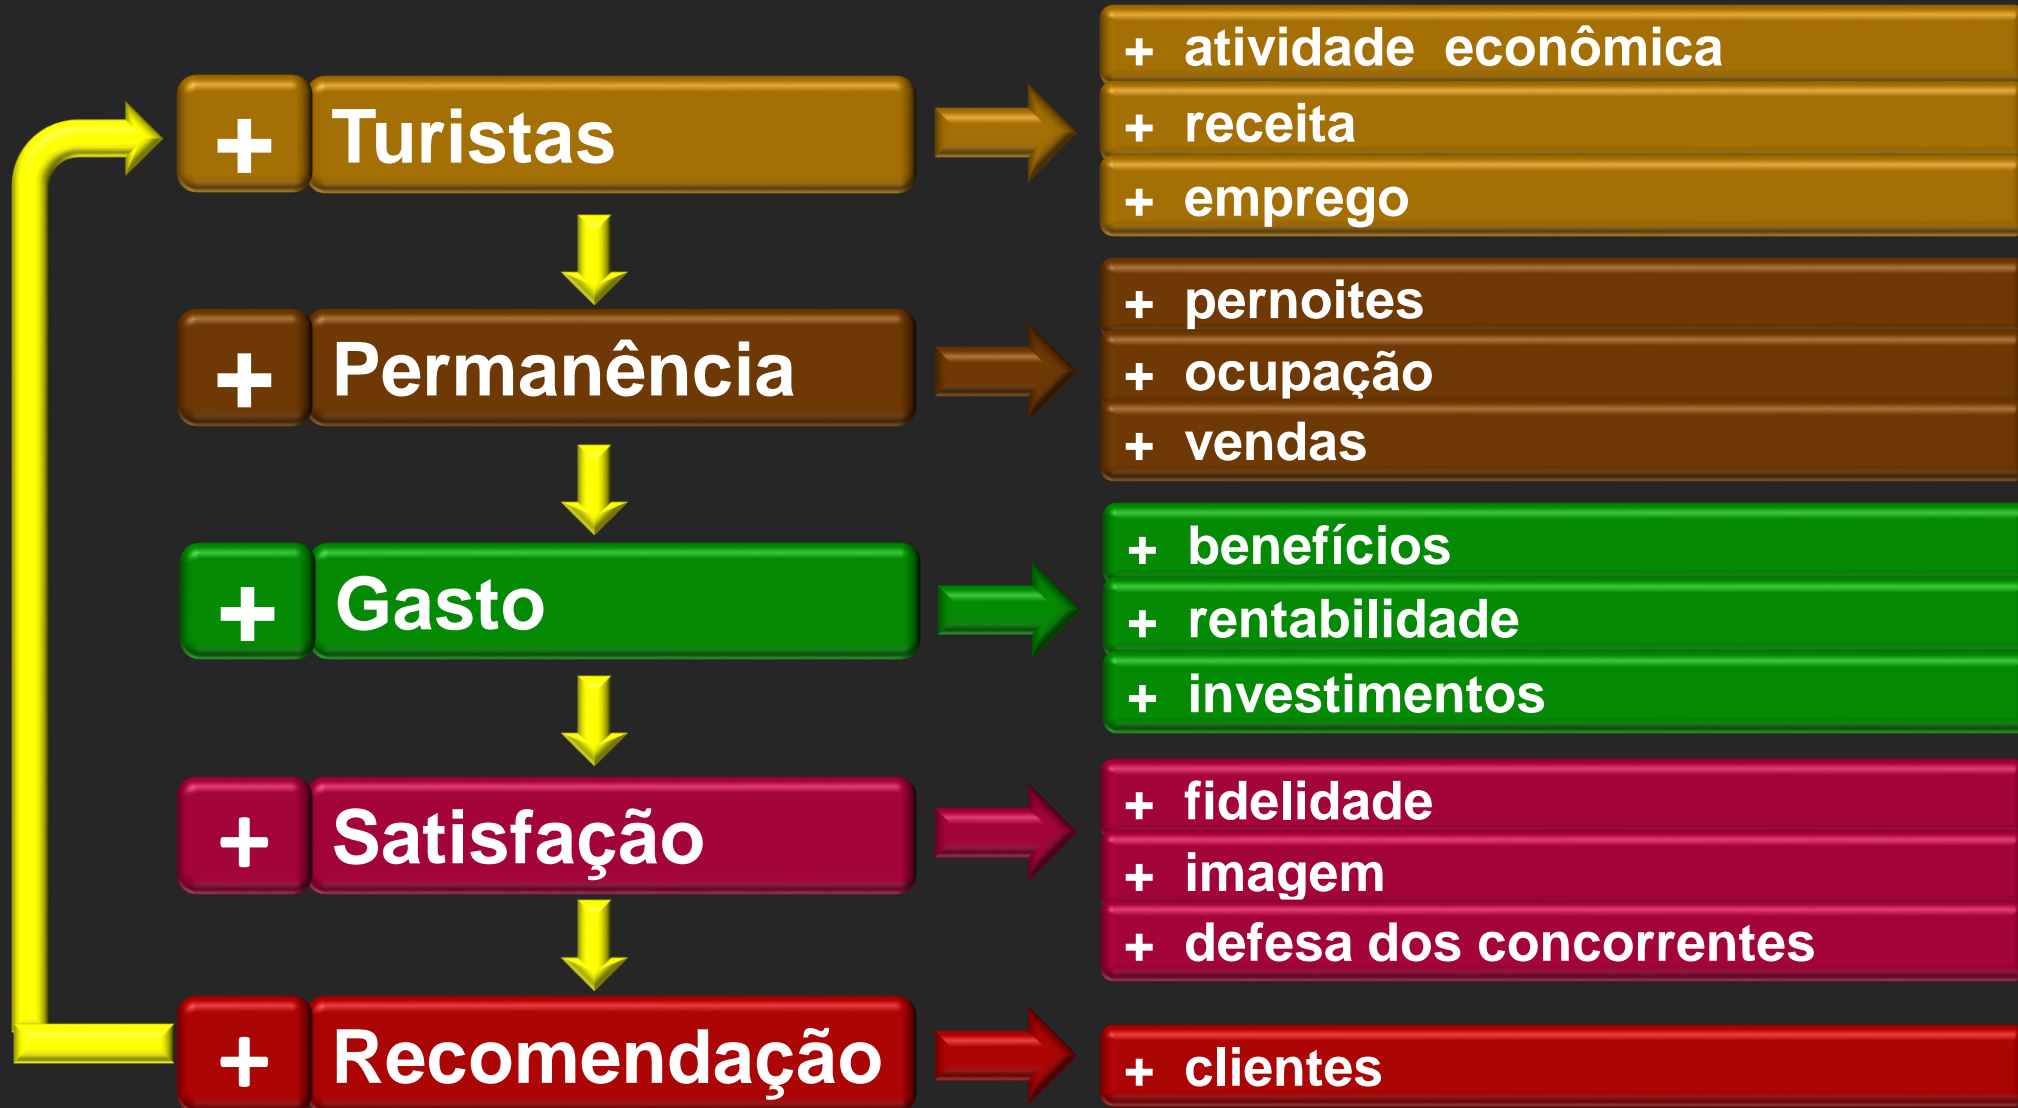 + Turistas
+ atividade econômica
+ receita
+ emprego
+ Permanência
+ pernoites
+ ocupação
+ vendas
+ Gasto
+ benefícios
+ rentabilidade
+ investimentos
+ Satisfação
+ fidelidade
+ imagem
+ defesa dos concorrentes
+ Recomendação
+ clientes